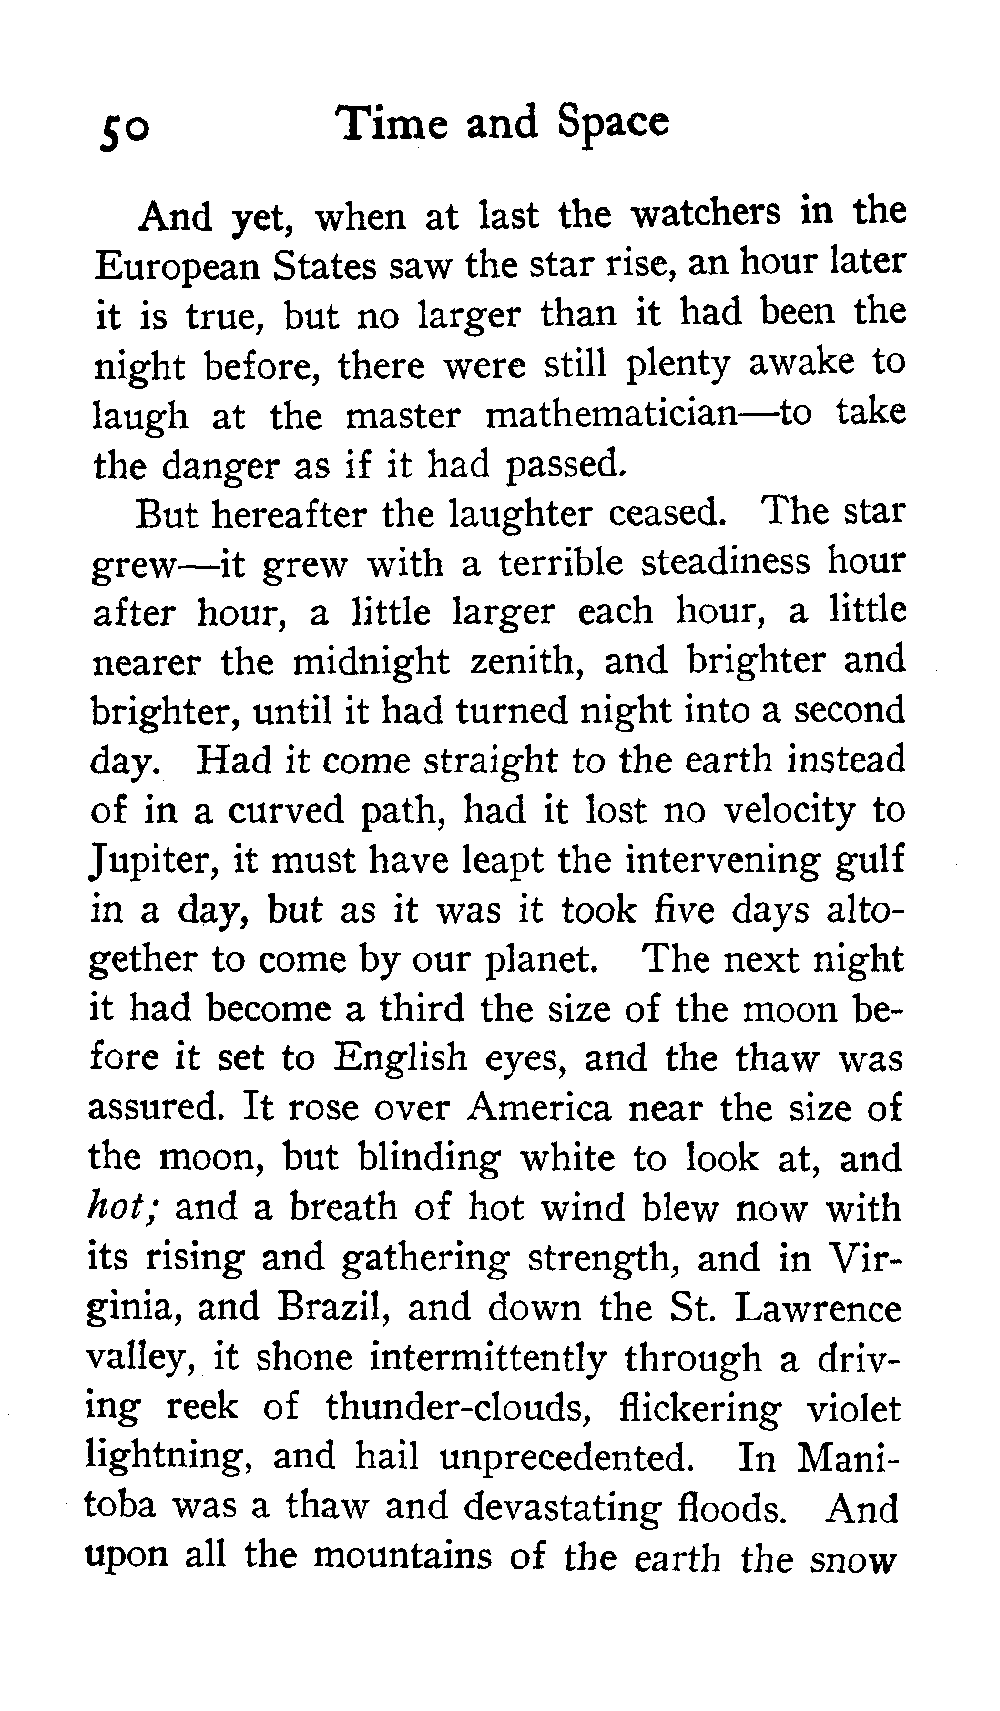 50 Time and Space
And yet, when at last the watchers in the
European States saw the star rise, an hour later
it is true, but no larger than it had been the
night before, there were still plenty awake to
laugh at the master mathematician—to take
the danger as if it had passed.
But hereafter the laughter ceased. The star
grew—it grew with a terrible steadiness hour
after hour, a little larger each hour, a little
nearer the midnight zenith, and brighter and
brighter, until it had turned night into a second
day. Had it come straight to the earth instead
of in a curved path, had it lost no velocity to
Jupiter, it must have leapt the intervening gulf
in a day, but as it was it took five days alto-
gether to come by our planet. The next night
it had become a third the size of the moon be-
fore it set to English eyes, and the thaw was
assured. It rose over America near the size of
the moon, but blinding white to look at, and
hot; and a breath of hot wind blew now with
its rising and gathering strength, and in Vir-
ginia, and Brazil, and down the St. Lawrence
valley, it shone intermittently through a driv-
ing reek of thunder-clouds, flickering violet
lightning, and hail unprecedented. In Mani-
toba was a thaw and devastating floods. And
upon all the mountains of the earth the snow